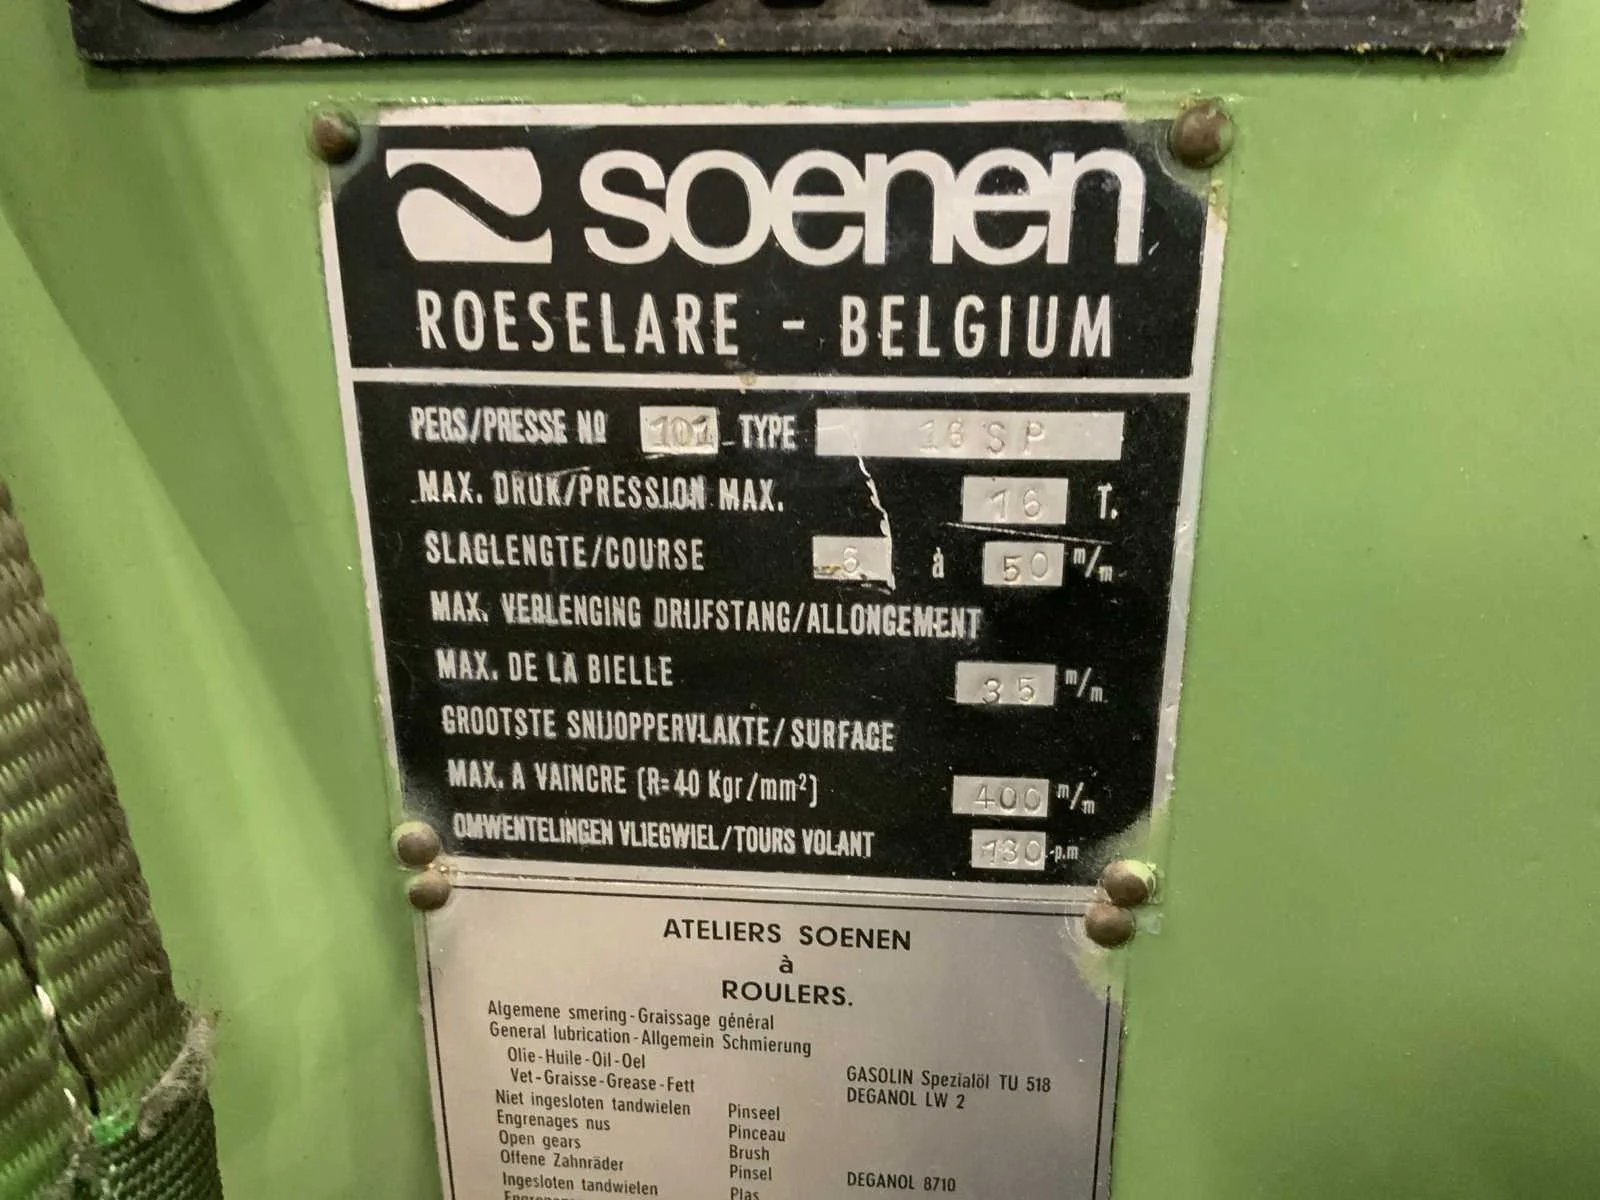 soenen
ROESELARE - BELGIUM
PERS/PRESSE Nº 101 TYPE 16 SP
MAX. DRUK/PRESSION MAX. 16 T.
SLAGLENGTE/COURSE 6 à 50 m/m
MAX. VERLENGING DRIJFSTANG/ALLONGEMENT
MAX. DE LA BIELLE 35 m/m
GROOTSTE SNIJOPPERVLAKTE/SURFACE
MAX. A VAINCRE (R=40 Kgr/mm²) 400 m/m
OMWENTELINGEN VLIEGWIEL/TOURS VOLANT 130 p.m
ATELIERS SOENEN
à
ROULERS.
Algemene smering - Graissage général
General lubrication - Allgemein Schmierung
Olie - Huile - Oil - Oel GASOLIN Spezialöl TU 518
Vet - Graisse - Grease - Fett DEGANOL LW 2
Niet ingesloten tandwielen Pinseel
Engrenages nus Pinceau
Open gears Brush
Offene Zahnräder Pinsel DEGANOL 8710
Ingesloten tandwielen Plas